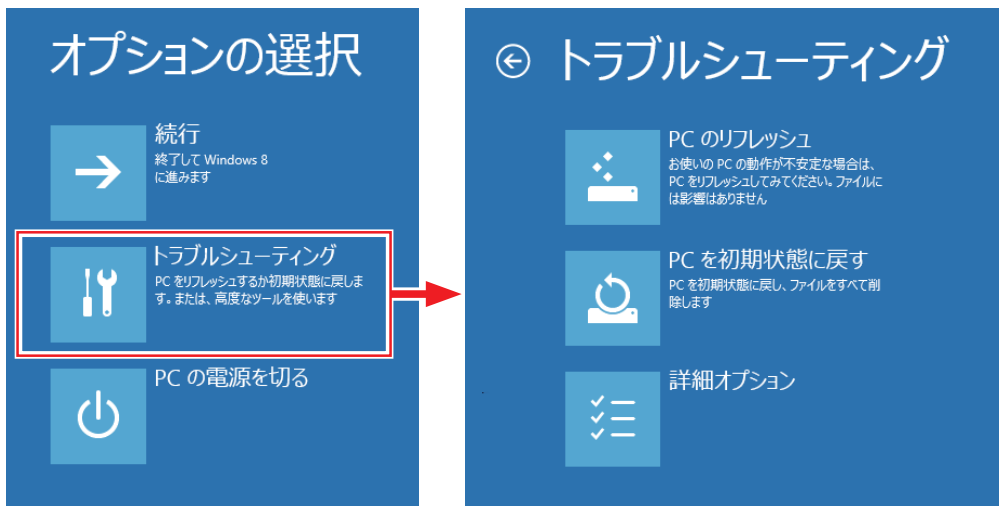 オプションの選択
続行
終了して Windows 8
に進みます
トラブルシューティング
PC をリフレッシュするか初期状態に戻しま
す。または、高度なツールを使います
PC の電源を切る
トラブルシューティング
PC のリフレッシュ
お使いの PC の動作が不安定な場合は、
PC をリフレッシュしてみてください。ファイルに
は影響はありません
PC を初期状態に戻す
PC を初期状態に戻し、ファイルをすべて削
除します
詳細オプション